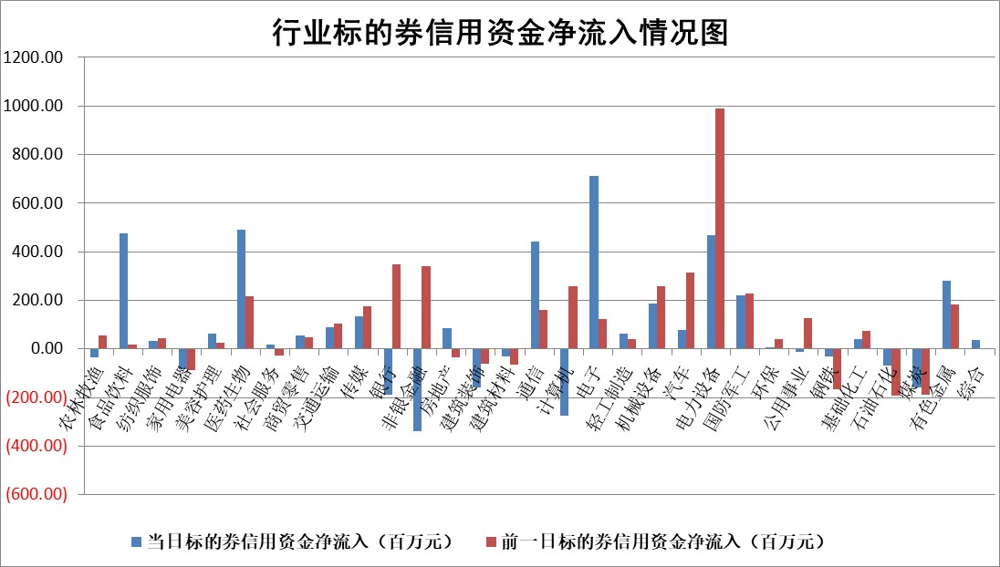 行业标的券信用资金净流入情况图
1200.00
1000.00
800.00
600.00
400.00
200.00
0.00
(200.00)
(400.00)
(600.00)
农林牧渔
食品饮料
纺织服饰
家用电器
美容护理
医药生物
社会服务
商贸零售
交通运输
传媒
银行
非银金融
房地产
建筑装饰
建筑材料
通信
计算机
电子
轻工制造
机械设备
汽车
电力设备
国防军工
环保
公用事业
钢铁
基础化工
石油石化
煤炭
有色金属
综合
当日标的券信用资金净流入（百万元） 前一日标的券信用资金净流入（百万元）